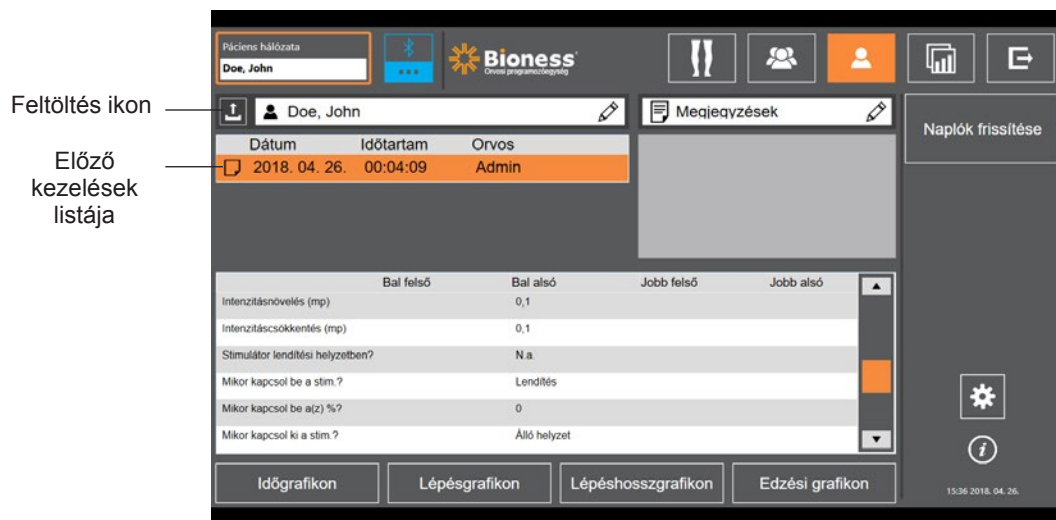 Páciens hálózata
Doe, John
Bioness
Orvosi programozóegység
Feltöltés ikon
Doe, John
Megjegyzések
Naplók frissítése
Előző
kezelések
listája
Dátum Időtartam Orvos
2018. 04. 26. 00:04:09 Admin
Bal felső Bal alsó Jobb felső Jobb alsó
Intenzitásnövelés (mp) 0,1
Intenzitáscsökkentés (mp) 0,1
Stimulátor lendítési helyzetben? N.a.
Mikor kapcsol be a stim.? Lendítés
Mikor kapcsol be a(z) %? 0
Mikor kapcsol ki a stim.? Álló helyzet
Időgrafikon Lépésgrafikon Lépéshosszgrafikon Edzési grafikon
15:36 2018. 04. 26.